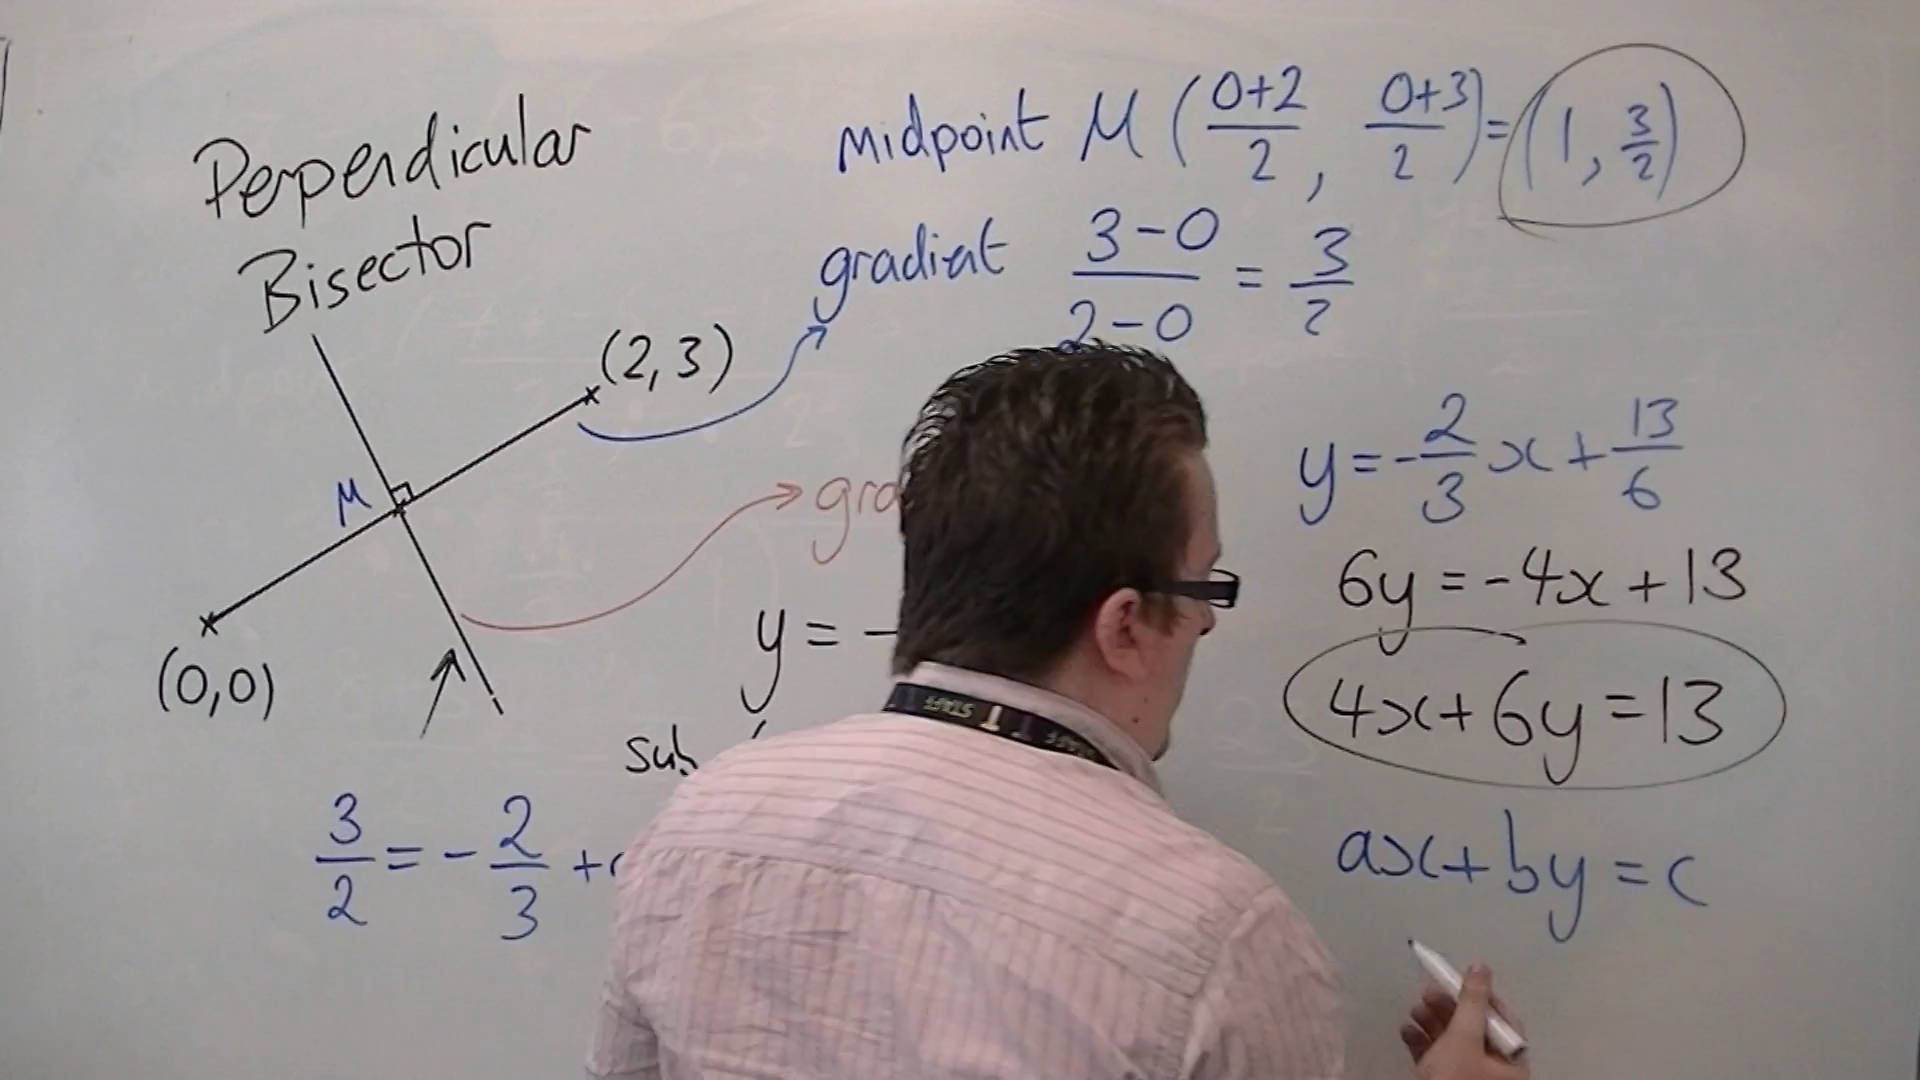 Perpendicular
Bisector
(2,3)
M
(0,0)
midpoint M (0+2/2, 0+3/2) = (1, 3/2)
gradient 3-0/2-0 = 3/2
y = -
3/2 = -2/3 +
y = -2/3 x + 13/6
6y = -4x + 13
4x + 6y = 13
ax + by = c
STAFF